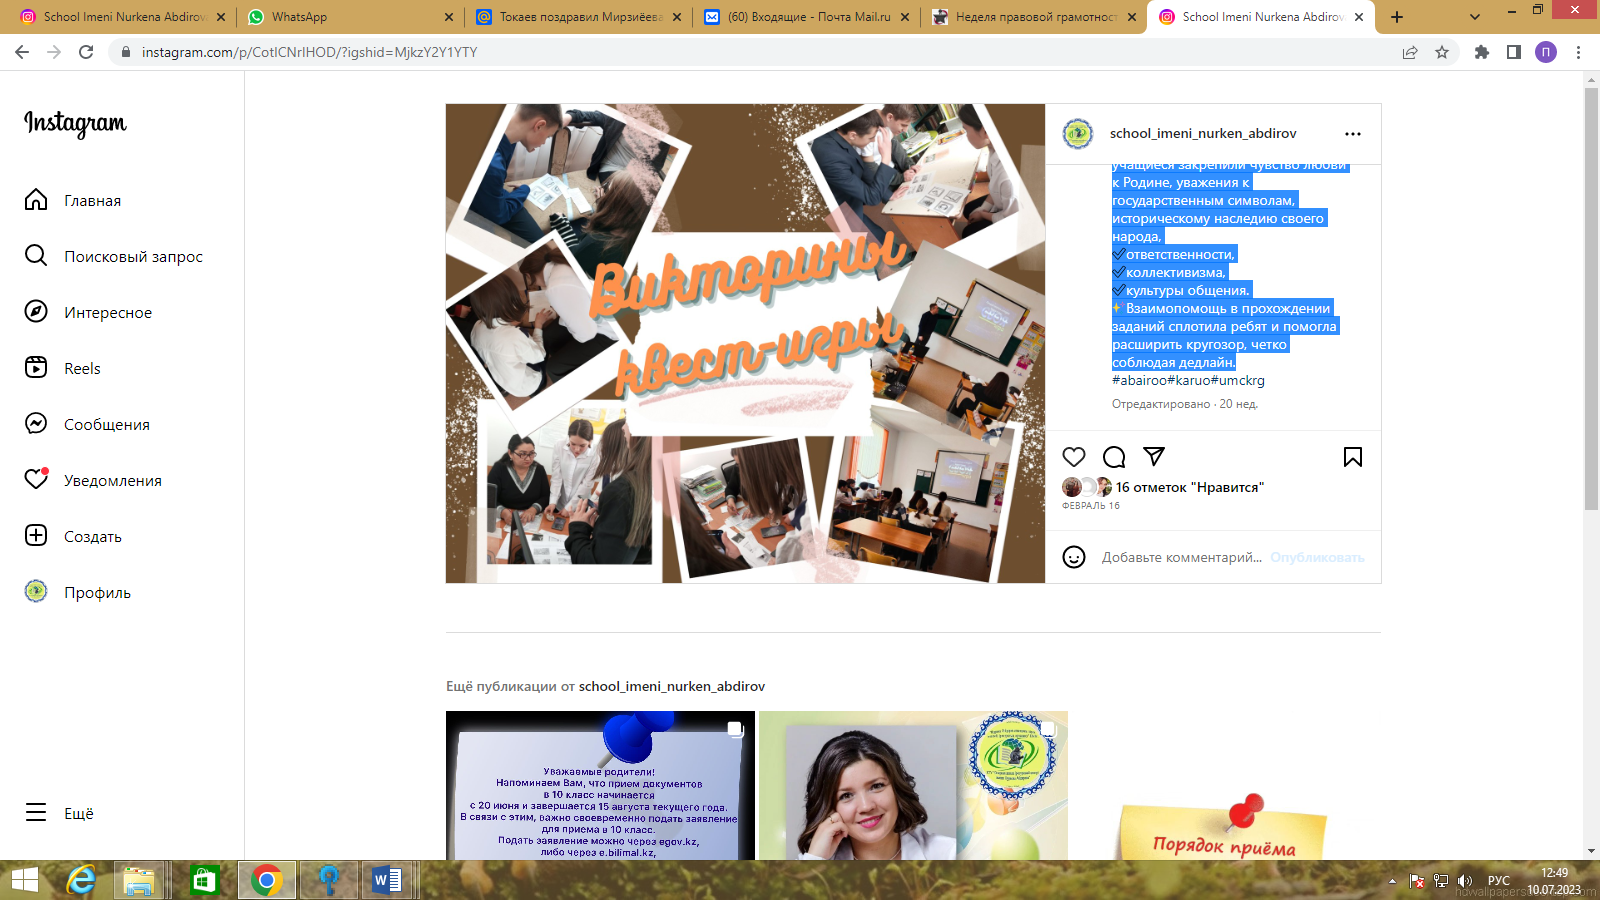 School Imeni Nurkena Abdirov
WhatsApp
Токаев поздравил Мирзиёева
(60) Входящие - Почта Mail.ru
Неделя правовой грамотност
School Imeni Nurkena Abdirov
instagram.com/p/CotICNrIHOD/?igshid=MjkzY2Y1YTY
П
Instagram
Главная
Поисковый запрос
Интересное
Reels
Сообщения
Уведомления
Создать
Профиль
Ещё
Викторины
квест-игры
school_imeni_nurken_abdirov
учащиеся закрепили чувство любви
к Родине, уважения к
государственным символам,
историческому наследию своего
народа,
ответственности,
коллективизма,
культуры общения.
Взаимопомощь в прохождении
заданий сплотила ребят и помогла
расширить кругозор, четко
соблюдая дедлайн.
#abairoo#karuo#umckrg
Отредактировано · 20 нед.
16 отметок "Нравится"
ФЕВРАЛЬ 16
Добавьте комментарий...
Опубликовать
Ещё публикации от school_imeni_nurken_abdirov
Уважаемые родители!
Напоминаем Вам, что прием документов
в 10 класс начинается
с 20 июня и завершается 15 августа текущего года.
В связи с этим, важно своевременно подать заявление
для приема в 10 класс.
Подать заявление можно через egov.kz,
либо через e.bilimal.kz,
Порядок приёма
РУС
12:49
10.07.2023